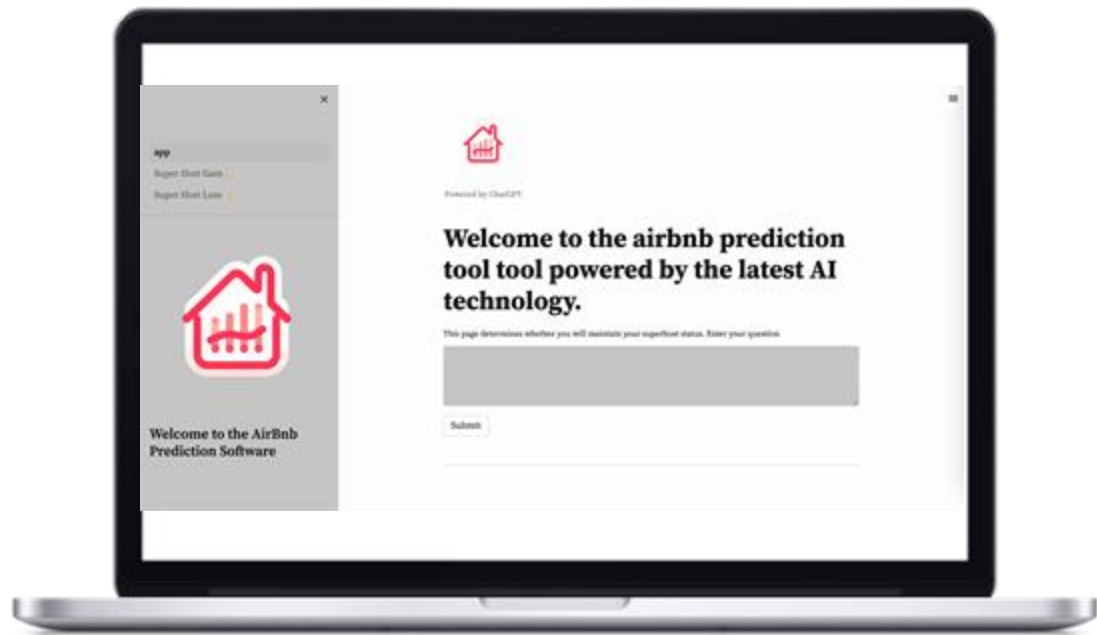 app
Super Host Gain
Super Host Loss
Welcome to the AirBnb
Prediction Software
Powered by ChatGPT
Welcome to the airbnb prediction
tool tool powered by the latest AI
technology.
This page determines whether you will maintain your superhost status. Enter your question
Submit